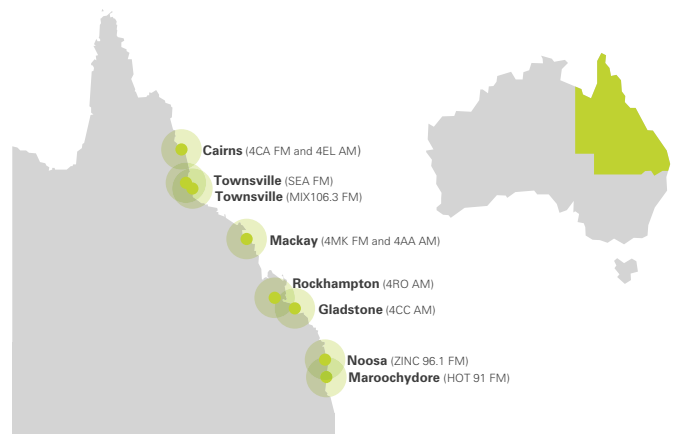 Cairns (4CA FM and 4EL AM)
Townsville (SEA FM)
Townsville (MIX106.3 FM)
Mackay (4MK FM and 4AA AM)
Rockhampton (4RO AM)
Gladstone (4CC AM)
Noosa (ZINC 96.1 FM)
Maroochydore (HOT 91 FM)